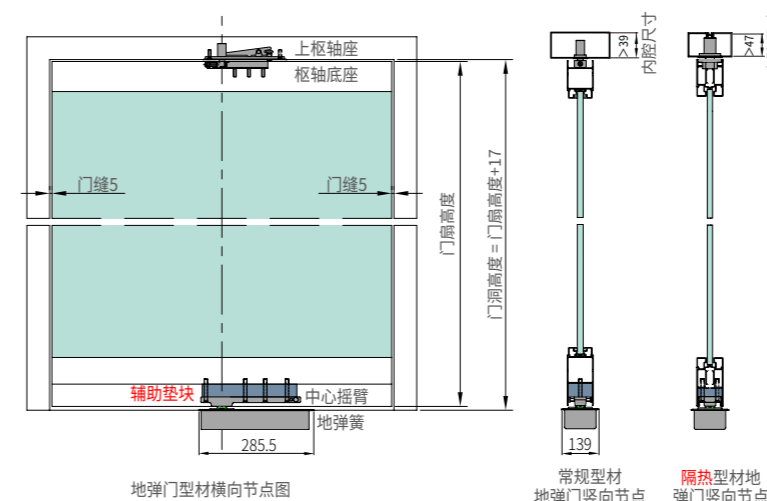 上枢轴座
枢轴底座
门缝5
门缝5
门扇高度
门洞高度 = 门扇高度+17
>39
内腔尺寸
>47
辅助垫块
中心摇臂
地弹簧
285.5
139
地弹门型材横向节点图
常规型材
地弹门竖向节点
隔热型材地
弹门竖向节点